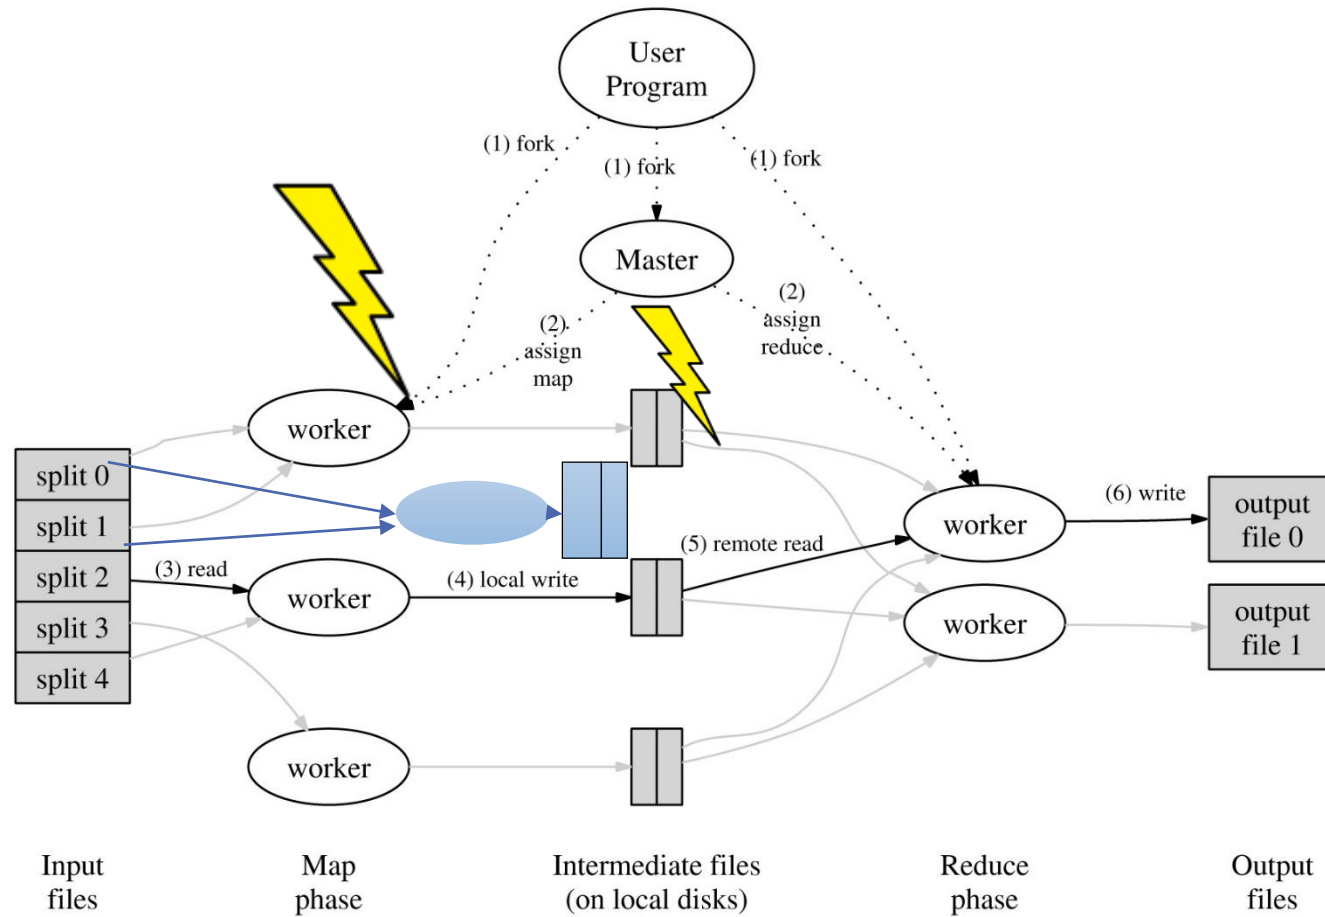 User
Program
(1) fork
(1) fork
(1) fork
Master
(2)
assign
map
(2)
assign
reduce
worker
split 0
split 1
split 2
split 3
split 4
(3) read
worker
(4) local write
(5) remote read
worker
(6) write
output
file 0
worker
output
file 1
worker
Input
files
Map
phase
Intermediate files
(on local disks)
Reduce
phase
Output
files